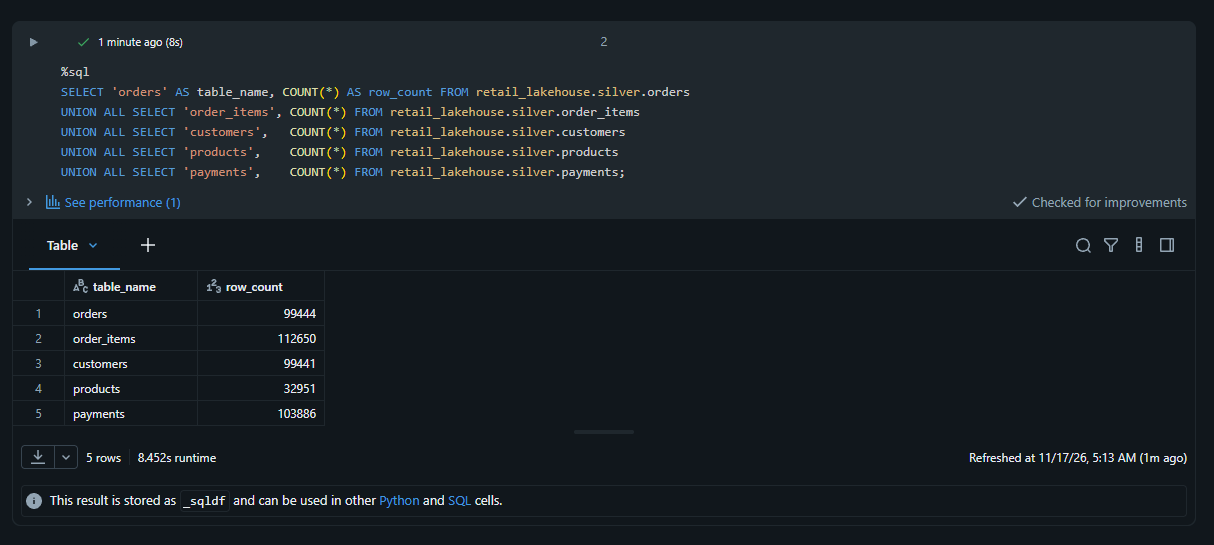 1 minute ago (8s)
2
%sql
SELECT 'orders' AS table_name, COUNT(*) AS row_count FROM retail_lakehouse.silver.orders
UNION ALL SELECT 'order_items', COUNT(*) FROM retail_lakehouse.silver.order_items
UNION ALL SELECT 'customers',   COUNT(*) FROM retail_lakehouse.silver.customers
UNION ALL SELECT 'products',    COUNT(*) FROM retail_lakehouse.silver.products
UNION ALL SELECT 'payments',    COUNT(*) FROM retail_lakehouse.silver.payments;
See performance (1)
Checked for improvements
Table
ABC table_name 123 row_count
1 orders 99444
2 order_items 112650
3 customers 99441
4 products 32951
5 payments 103886
5 rows 8.452s runtime
Refreshed at 11/17/26, 5:13 AM (1m ago)
This result is stored as _sqldf and can be used in other Python and SQL cells.